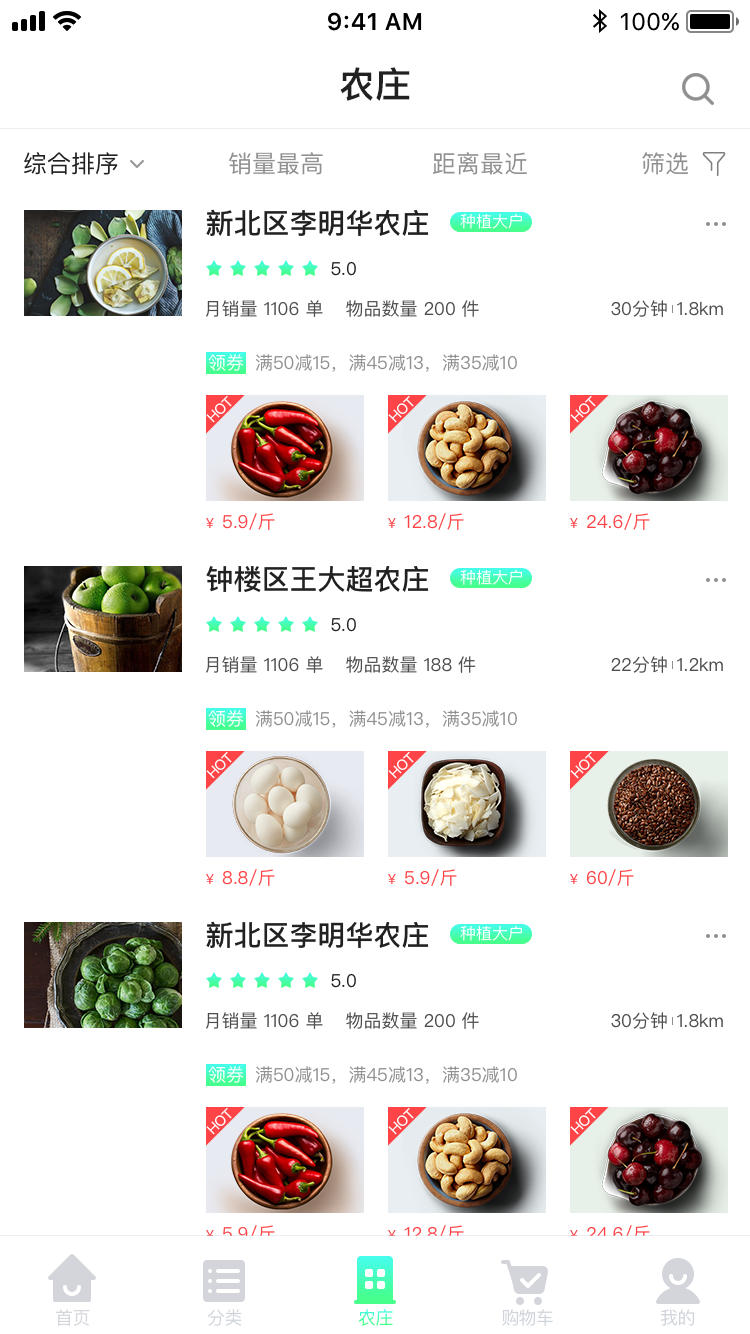 9:41 AM 100%
农庄
综合排序 销量最高 距离最近 筛选
新北区李明华农庄 种植大户
5.0
月销量 1106 单 物品数量 200 件 30分钟 1.8km
领券 满50减15，满45减13，满35减10
HOT HOT HOT
¥ 5.9/斤 ¥ 12.8/斤 ¥ 24.6/斤
钟楼区王大超农庄 种植大户
5.0
月销量 1106 单 物品数量 188 件 22分钟 1.2km
领券 满50减15，满45减13，满35减10
HOT HOT HOT
¥ 8.8/斤 ¥ 5.9/斤 ¥ 60/斤
新北区李明华农庄 种植大户
5.0
月销量 1106 单 物品数量 200 件 30分钟 1.8km
领券 满50减15，满45减13，满35减10
HOT HOT HOT
¥ 5.9/斤 ¥ 12.8/斤 ¥ 24.6/斤
首页 分类 农庄 购物车 我的